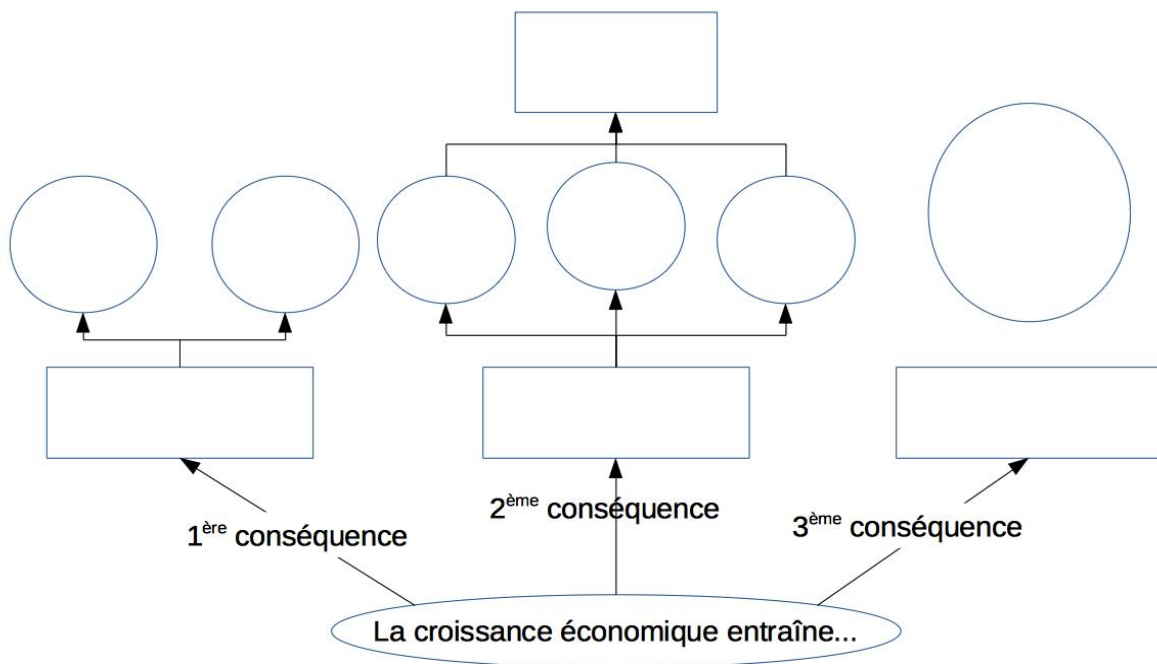 1ère conséquence
2ème conséquence
3ème conséquence
La croissance économique entraîne...